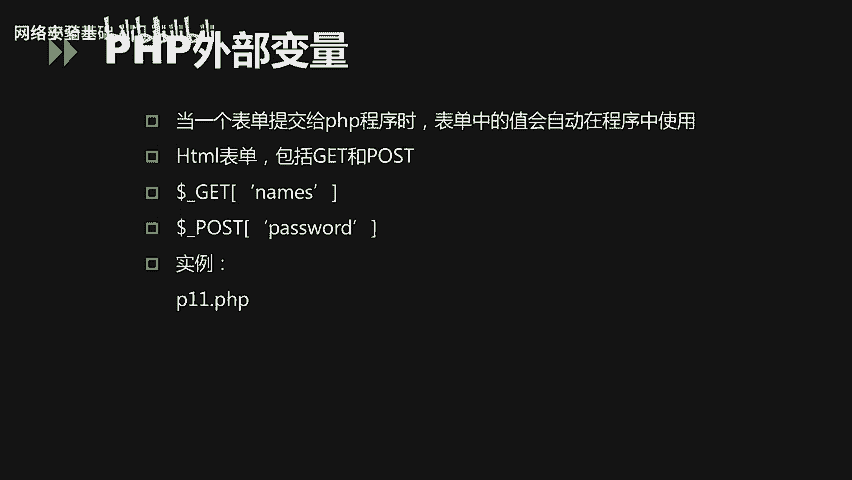 网络安全基础
PHP外部变量
当一个表单提交给php程序时，表单中的值会自动在程序中使用
Html表单，包括GET和POST
$_GET[‘names’]
$_POST[‘password’]
实例：
p11.php